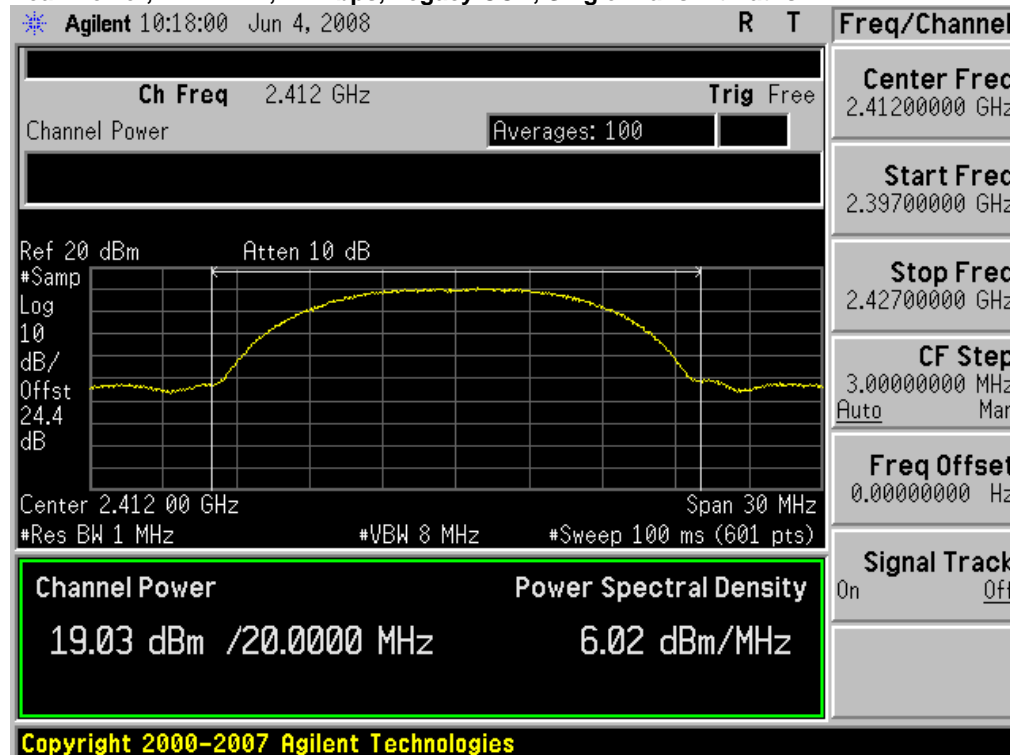 Agilent 10:18:00 Jun 4, 2008 R T Freq/Channel
Ch Freq 2.412 GHz Trig Free
Channel Power Averages: 100
Center Freq
2.41200000 GHz
Start Freq
2.39700000 GHz
Stop Freq
2.42700000 GHz
CF Step
3.00000000 MHz
Auto Man
Freq Offset
0.00000000 Hz
Signal Track
On Off
Ref 20 dBm Atten 10 dB
#Samp
Log
10
dB/
Offst
24.4
dB
Center 2.412 00 GHz Span 30 MHz
#Res BW 1 MHz #VBW 8 MHz #Sweep 100 ms (601 pts)
Channel Power Power Spectral Density
19.03 dBm /20.0000 MHz 6.02 dBm/MHz
Copyright 2000-2007 Agilent Technologies